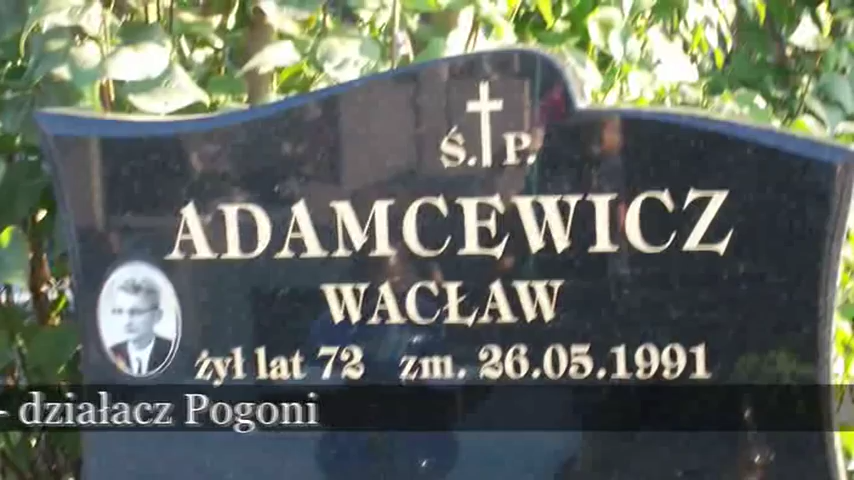 Ś. P.
ADAMCEWICZ
WACŁAW
żył lat 72 zm. 26.05.1991
- działacz Pogoni